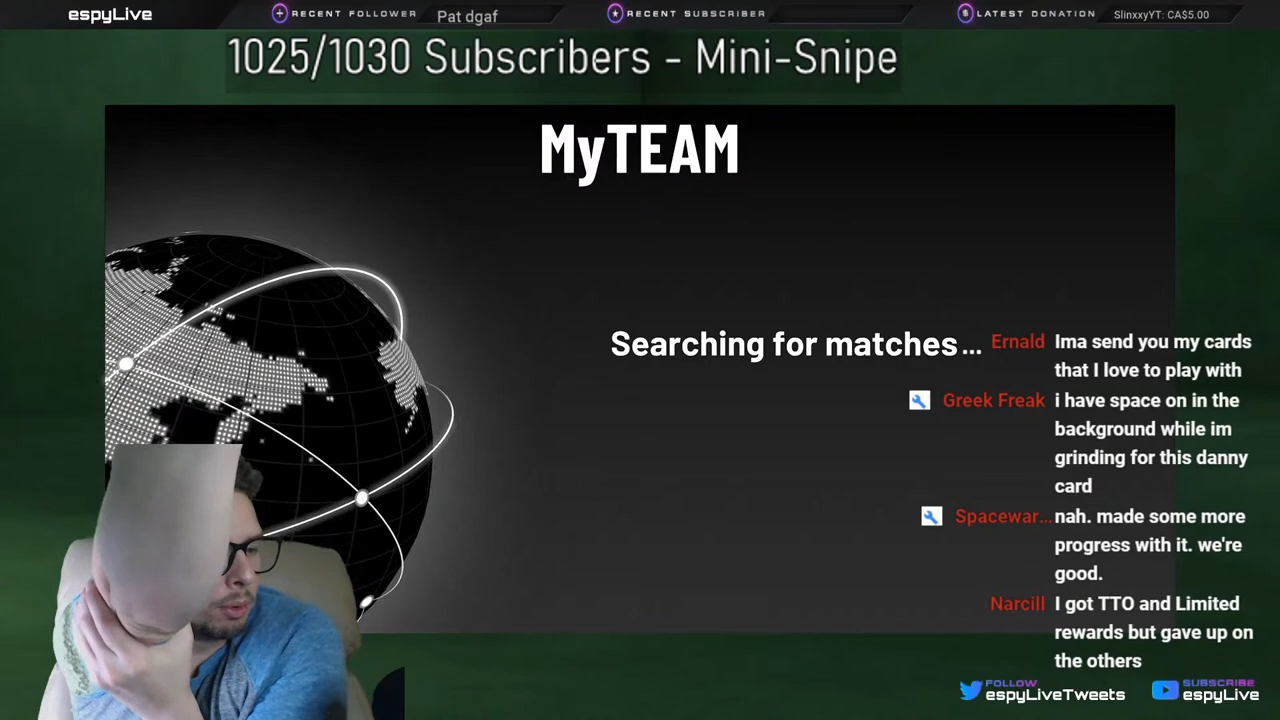 espyLive
RECENT FOLLOWER
Pat dgaf
RECENT SUBSCRIBER
LATEST DONATION
SlinxxyYT: CA$5.00
1025/1030 Subscribers - Mini-Snipe
MyTEAM
Searching for matches...
Ernald Ima send you my cards
that I love to play with
Greek Freak i have space on in the
background while im
grinding for this danny
card
Spacewar... nah. made some more
progress with it. we're
good.
Narcill I got TTO and Limited
rewards but gave up on
the others
FOLLOW
espyLiveTweets
SUBSCRIBE
espyLive